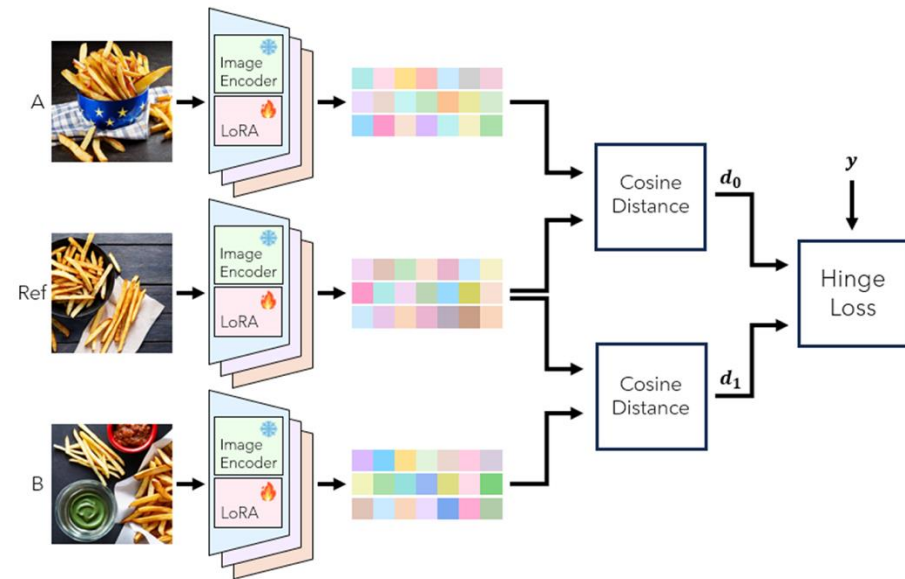 A
Image
Encoder
LoRA
Cosine
Distance
d₀
y
Ref
Image
Encoder
LoRA
Hinge
Loss
Cosine
Distance
d₁
B
Image
Encoder
LoRA